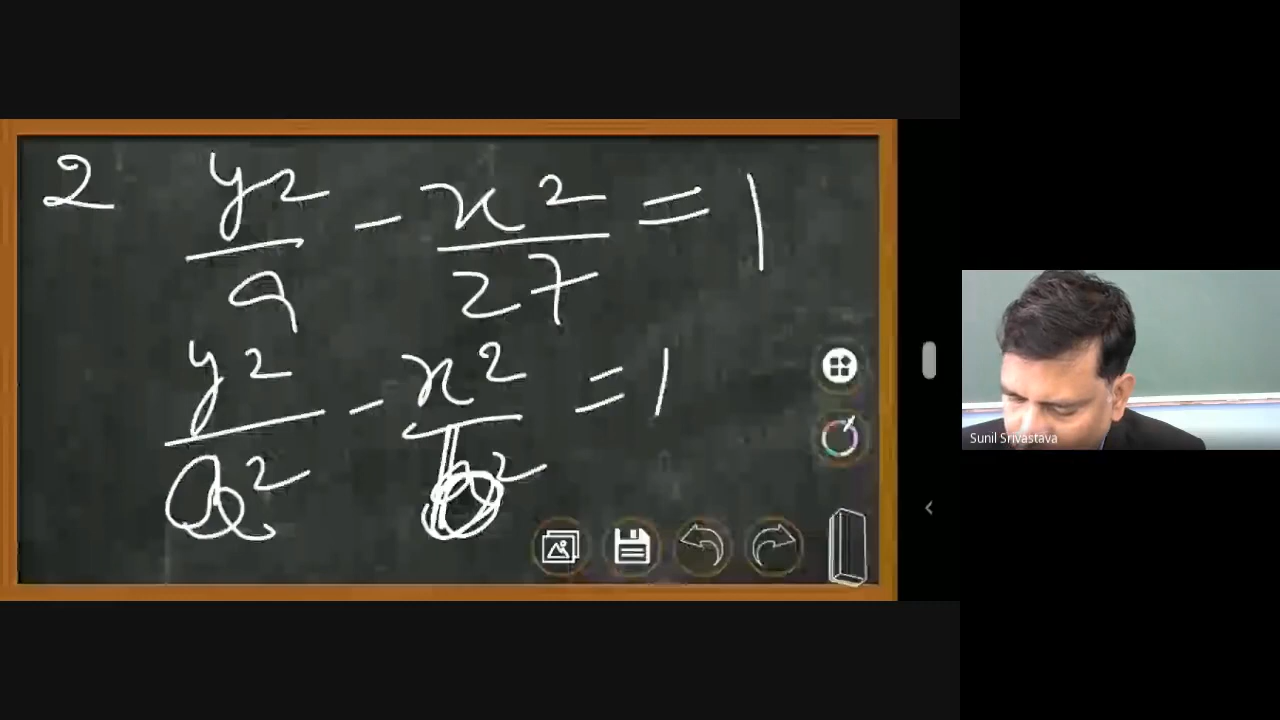 2 y²/9 - x²/27 = 1
y²/a² - x²/b² = 1
Sunil Srivastava